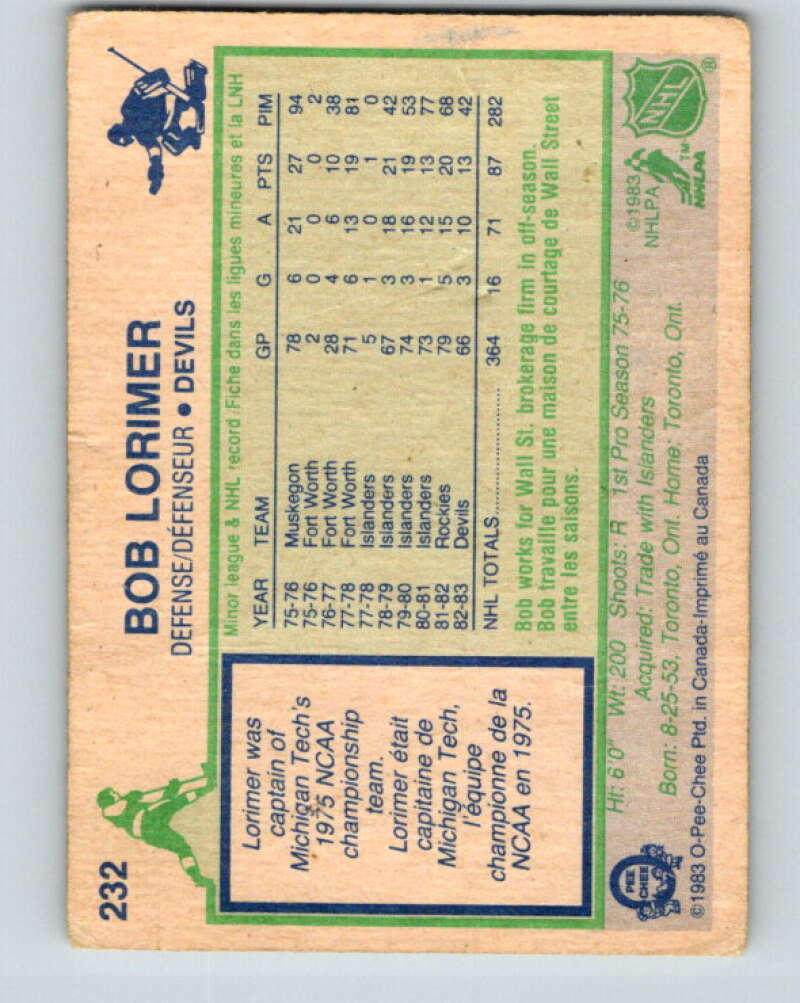 232
BOB LORIMER
DEFENSE/DÉFENSEUR • DEVILS
Lorimer was
captain of
Michigan Tech's
1975 NCAA
championship
team.
Lorimer était
capitaine de
Michigan Tech,
l'équipe
championne de la
NCAA en 1975.
Minor league & NHL record/Fiche dans les ligues mineures et la LNH
YEAR TEAM GP G A PTS PIM
75-76 Muskegon 78 6 21 27 94
75-76 Fort Worth 2 0 0 0 2
76-77 Fort Worth 28 4 6 10 38
77-78 Fort Worth 71 6 13 19 81
77-78 Islanders 5 1 0 1 0
78-79 Islanders 67 3 18 21 42
79-80 Islanders 74 3 16 19 53
80-81 Islanders 73 1 12 13 77
81-82 Rockies 79 5 15 20 68
82-83 Devils 66 3 10 13 42
NHL TOTALS.................. 364 16 71 87 282
Bob works for Wall St. brokerage firm in off-season.
Bob travaille pour une maison de courtage de Wall Street
entre les saisons.
Ht: 6'0" Wt: 200 Shoots: R 1st Pro Season 75-76
Acquired: Trade with Islanders
Born: 8-25-53, Toronto, Ont. Home: Toronto, Ont.
©1983 O-Pee-Chee Ptd. in Canada-Imprimé au Canada
O
PEE
CHEE
©1983
NHLPA
NHL
®
TM
NHLPA